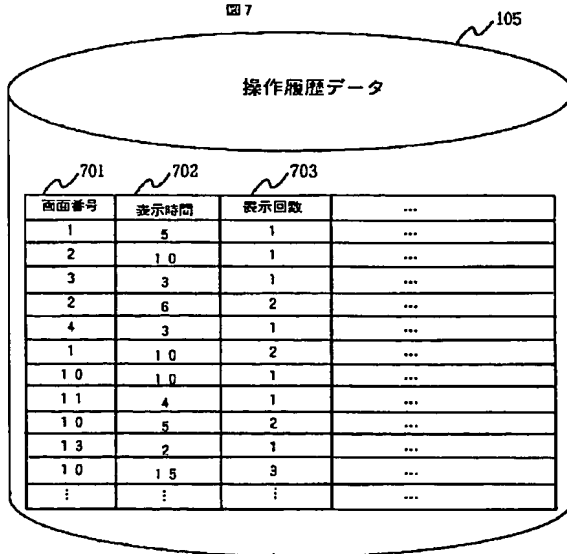 図7
105
操作履歴データ
701 702 703
画面番号 表示時間 表示回数 …
1 5 1 …
2 10 1 …
3 3 1 …
2 6 2 …
4 3 1 …
1 10 2 …
10 10 1 …
11 4 1 …
10 5 2 …
13 2 1 …
10 15 3 …
⋮ ⋮ ⋮ …